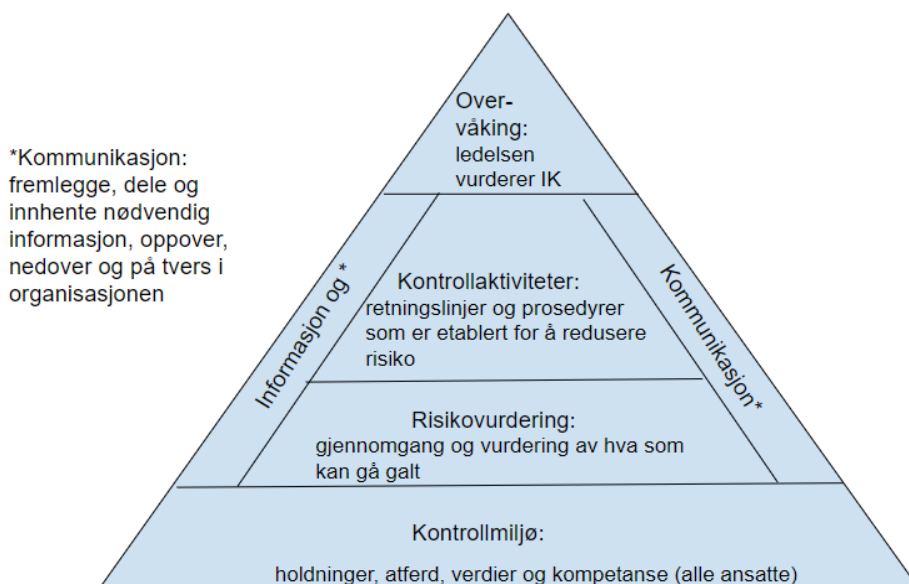 Over-
våking:
ledelsen
vurderer IK
*Kommunikasjon:
fremlegge, dele og
innhente nødvendig
informasjon, oppover,
nedover og på tvers i
organisasjonen
Informasjon og *
Kommunikasjon*
Kontrollaktiviteter:
retningslinjer og prosedyrer
som er etablert for å redusere
risiko
Risikovurdering:
gjennomgang og vurdering av hva som
kan gå galt
Kontrollmiljø:
holdninger, atferd, verdier og kompetanse (alle ansatte)